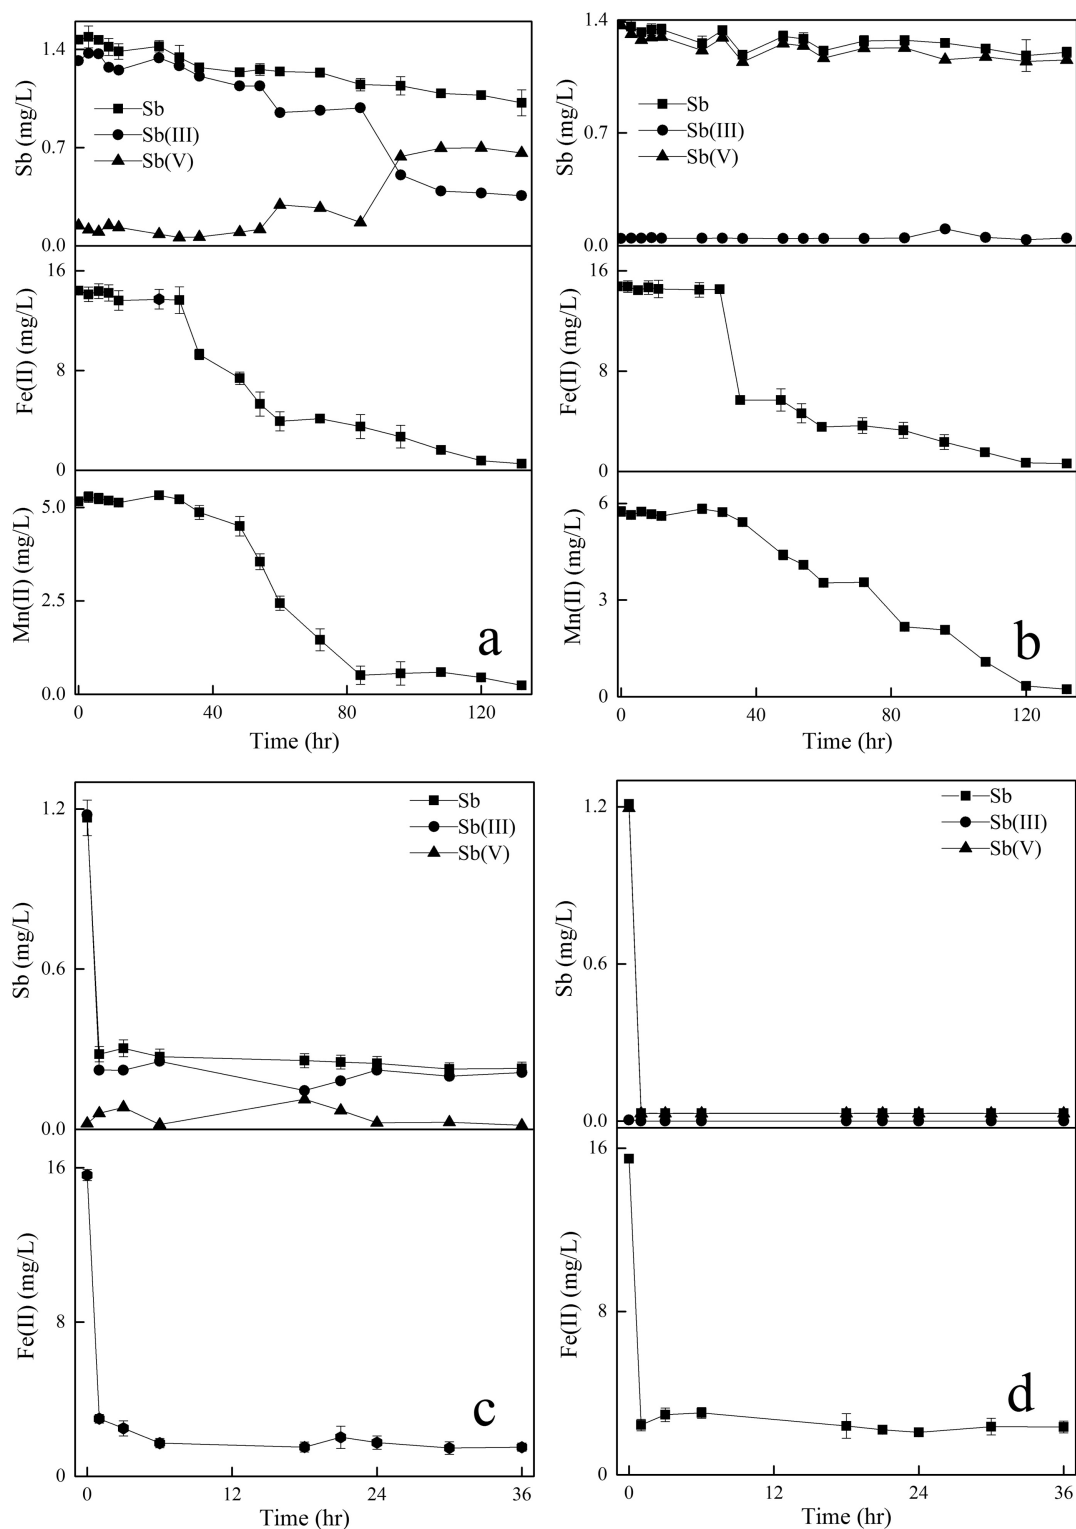 1.4
0.7
0.0
Sb (mg/L)
Sb
Sb(III)
Sb(V)
16
8
0
Fe(II) (mg/L)
5.0
2.5
0.0
Mn(II) (mg/L)
a
0 40 80 120
Time (hr)
1.4
0.7
0.0
Sb (mg/L)
Sb
Sb(III)
Sb(V)
16
8
0
Fe(II) (mg/L)
6
3
0
Mn(II) (mg/L)
b
0 40 80 120
Time (hr)
1.2
0.6
0.0
Sb (mg/L)
Sb
Sb(III)
Sb(V)
16
8
0
Fe(II) (mg/L)
c
0 12 24 36
Time (hr)
1.2
0.6
0.0
Sb (mg/L)
Sb
Sb(III)
Sb(V)
16
8
0
Fe(II) (mg/L)
d
0 12 24 36
Time (hr)